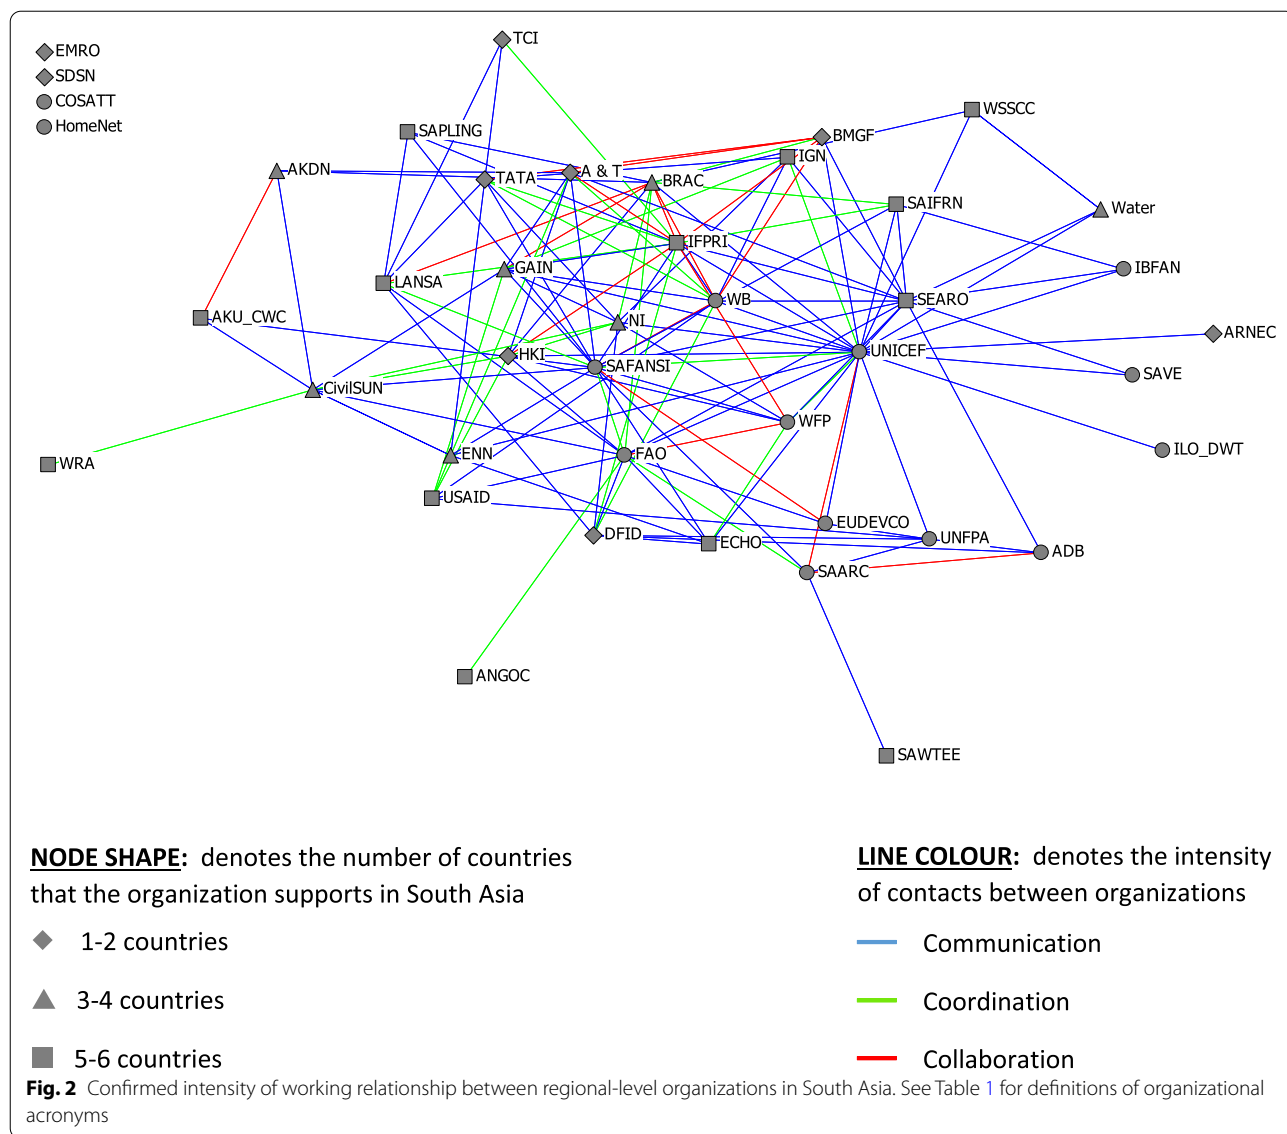 TCI
EMRO
SDSN
COSATT
HomeNet
WSSCC
SAPLING
BMGF
IGN
AKDN
TATA
A & T
BRAC
SAIFRN
Water
IFPRI
GAIN
IBFAN
LANSA
WB
SEARO
AKU_CWC
NI
ARNEC
HKI
SAFANSI
UNICEF
SAVE
CivilSUN
WFP
ILO_DWT
WRA
ENN
FAO
USAID
EUDEVCO
DFID
ECHO
UNFPA
ADB
SAARC
ANGOC
SAWTEE
NODE SHAPE: denotes the number of countries
that the organization supports in South Asia
1-2 countries
3-4 countries
5-6 countries
LINE COLOUR: denotes the intensity
of contacts between organizations
Communication
Coordination
Collaboration
Fig. 2 Confirmed intensity of working relationship between regional-level organizations in South Asia. See Table 1 for definitions of organizational
acronyms